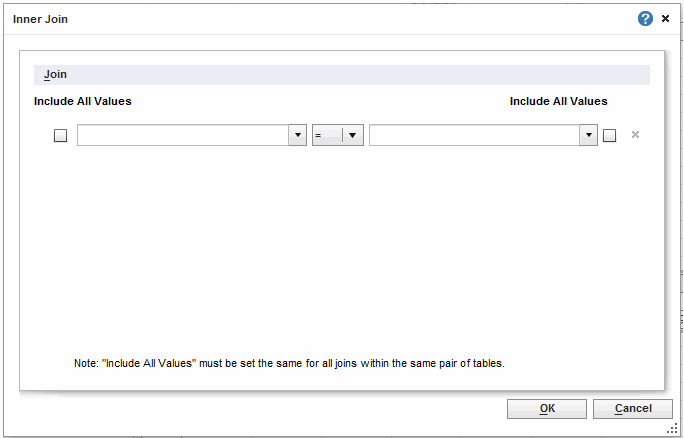 Inner Join
?
Join
Include All Values
Include All Values
=
Note: "Include All Values" must be set the same for all joins within the same pair of tables.
OK
Cancel